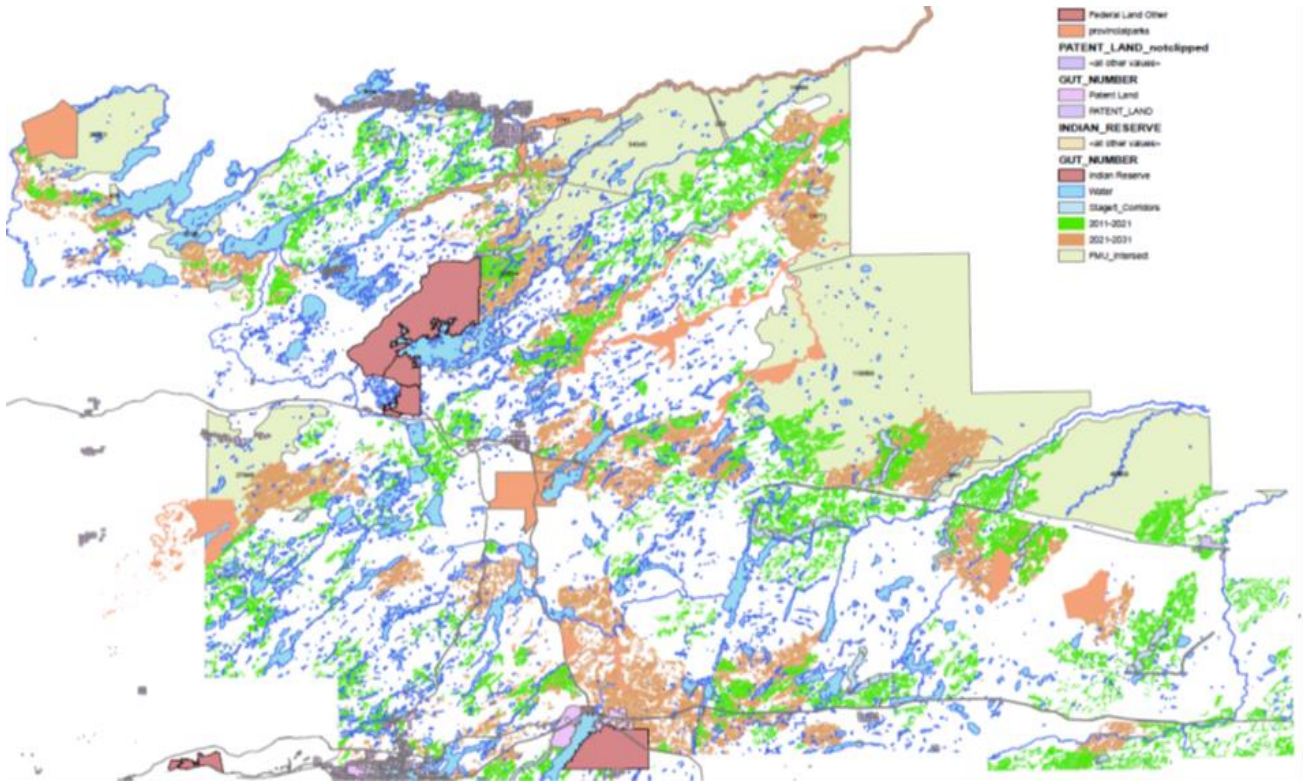 Federal Land Other
provincialparks
PATENT_LAND_notclipped
<all other values>
GUT_NUMBER
Patent Land
PATENT_LAND
INDIAN_RESERVE
<all other values>
GUT_NUMBER
Indian Reserve
Water
Stage5_Corridors
2011-2021
2021-2031
FMU_Intersect